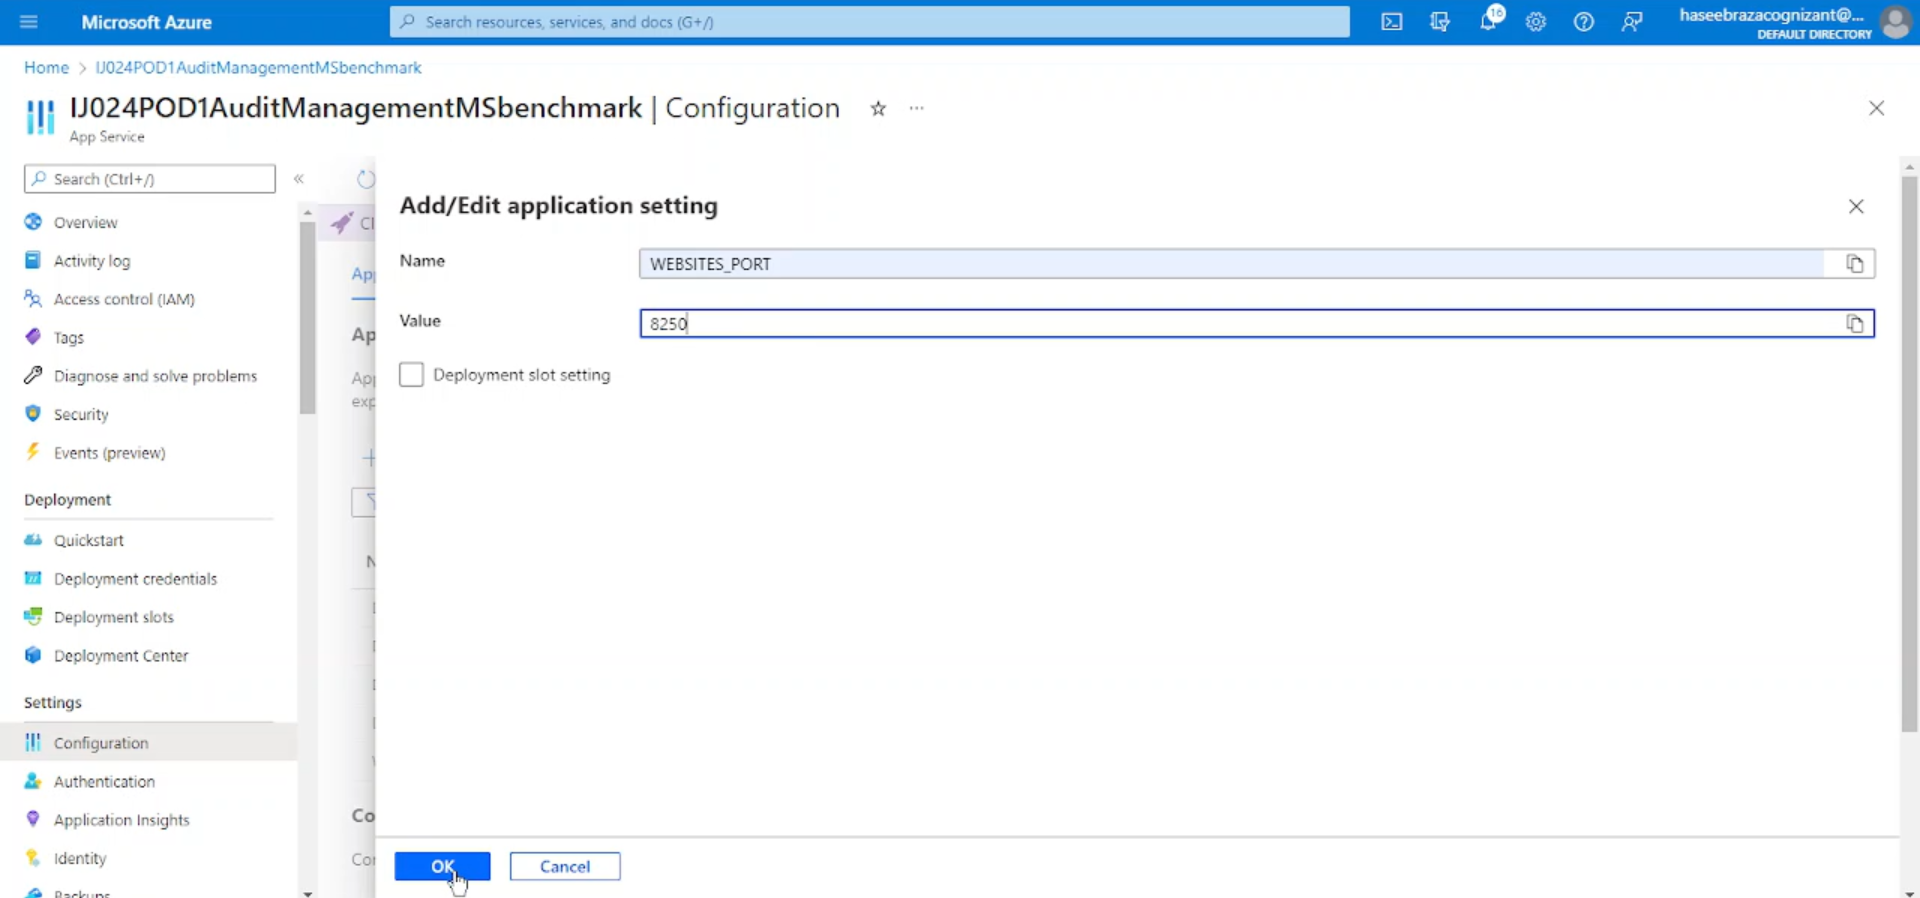 Microsoft Azure
Search resources, services, and docs (G+/)
16
haseebrazacognizant@...
DEFAULT DIRECTORY
Home > IJ024POD1AuditManagementMSbenchmark
IJ024POD1AuditManagementMSbenchmark | Configuration
App Service
Search (Ctrl+/)
Overview
Activity log
Access control (IAM)
Tags
Diagnose and solve problems
Security
Events (preview)
Deployment
Quickstart
Deployment credentials
Deployment slots
Deployment Center
Settings
Configuration
Authentication
Application Insights
Identity
Backups
Add/Edit application setting
Name
WEBSITES_PORT
Value
8250
Deployment slot setting
OK
Cancel